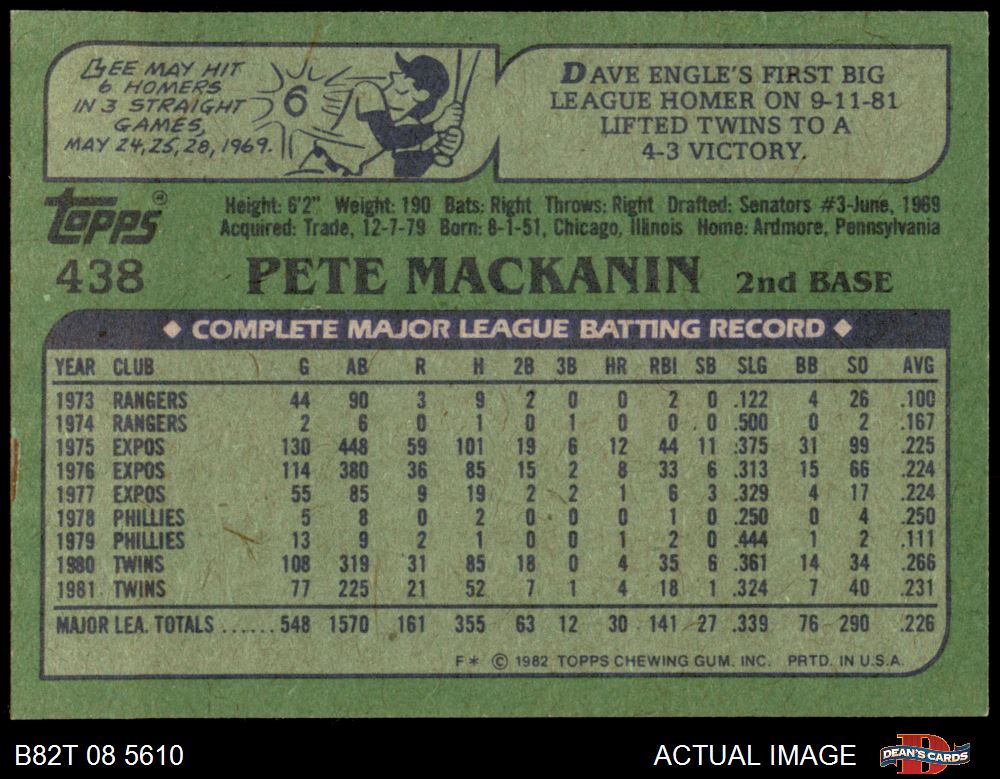 LEE MAY HIT
6 HOMERS
IN 3 STRAIGHT
GAMES,
MAY 24, 25, 28, 1969.
6
DAVE ENGLE'S FIRST BIG
LEAGUE HOMER ON 9-11-81
LIFTED TWINS TO A
4-3 VICTORY.
Topps®
438
Height: 6'2" Weight: 190 Bats: Right Throws: Right Drafted: Senators #3-June, 1969
Acquired: Trade, 12-7-79 Born: 8-1-51, Chicago, Illinois Home: Ardmore, Pennsylvania
PETE MACKANIN 2nd BASE
◆ COMPLETE MAJOR LEAGUE BATTING RECORD ◆
YEAR CLUB G AB R H 2B 3B HR RBI SB SLG BB SO AVG
1973 RANGERS 44 90 3 9 2 0 0 2 0 .122 4 26 .100
1974 RANGERS 2 6 0 1 0 1 0 0 0 .500 0 2 .167
1975 EXPOS 130 448 59 101 19 6 12 44 11 .375 31 99 .225
1976 EXPOS 114 380 36 85 15 2 8 33 6 .313 15 66 .224
1977 EXPOS 55 85 9 19 2 2 1 6 3 .329 4 17 .224
1978 PHILLIES 5 8 0 2 0 0 0 1 0 .250 0 4 .250
1979 PHILLIES 13 9 2 1 0 0 1 2 0 .444 1 2 .111
1980 TWINS 108 319 31 85 18 0 4 35 6 .361 14 34 .266
1981 TWINS 77 225 21 52 7 1 4 18 1 .324 7 40 .231
MAJOR LEA. TOTALS ...... 548 1570 161 355 63 12 30 141 27 .339 76 290 .226
F* © 1982 TOPPS CHEWING GUM, INC. PRTD. IN U.S.A.
B82T 08 5610
ACTUAL IMAGE
DEAN'S CARDS